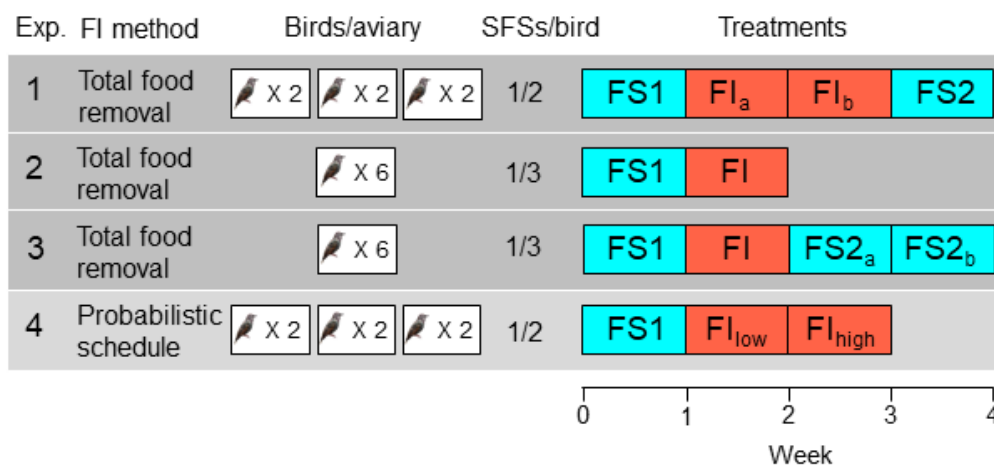 Exp. FI method Birds/aviary SFSs/bird Treatments
1 Total food removal X 2 X 2 X 2 1/2 FS1 FIa FIb FS2
2 Total food removal X 6 1/3 FS1 FI
3 Total food removal X 6 1/3 FS1 FI FS2a FS2b
4 Probabilistic schedule X 2 X 2 X 2 1/2 FS1 FIlow FIhigh
0 1 2 3 4
Week